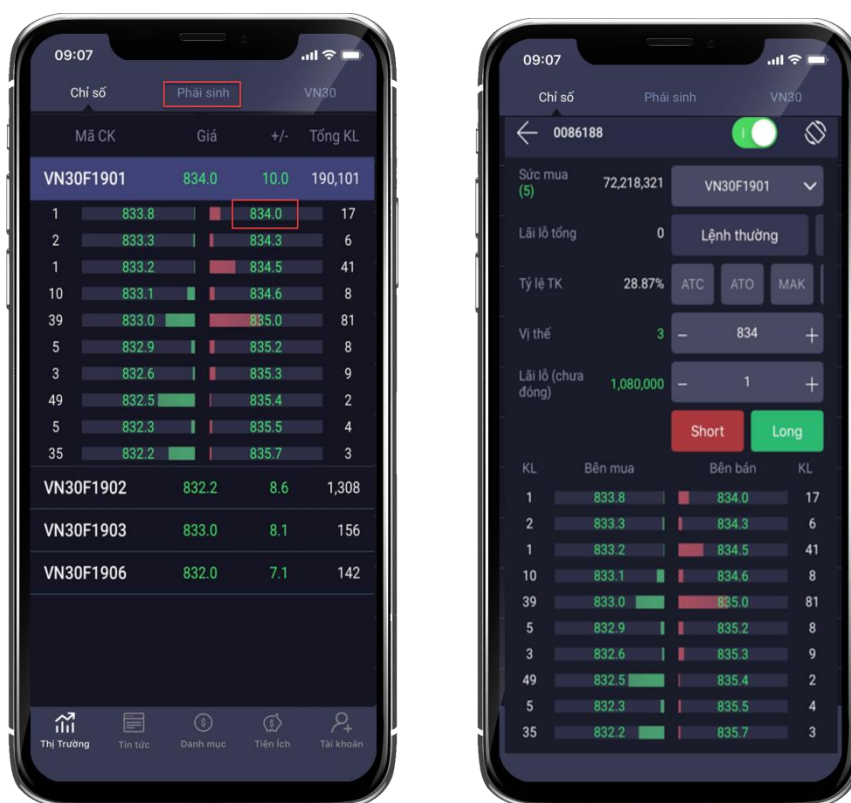 09:07
Chỉ số Phái sinh VN30
Mã CK Giá +/- Tổng KL
VN30F1901 834.0 10.0 190,101
1 833.8 834.0 17
2 833.3 834.3 6
1 833.2 834.5 41
10 833.1 834.6 8
39 833.0 835.0 81
5 832.9 835.2 8
3 832.6 835.3 9
49 832.5 835.4 2
5 832.3 835.5 4
35 832.2 835.7 3
VN30F1902 832.2 8.6 1,308
VN30F1903 833.0 8.1 156
VN30F1906 832.0 7.1 142
Thị Trường Tin tức Danh mục Tiện Ích Tài khoản
09:07
Chỉ số Phái sinh VN30
0086188
Sức mua (5) 72,218,321 VN30F1901
Lãi lỗ tổng 0 Lệnh thường
Tỷ lệ TK 28.87% ATC ATO MAK
Vị thế 3 - 834 +
Lãi lỗ (chưa đóng) 1,080,000 - 1 +
Short Long
KL Bên mua Bên bán KL
1 833.8 834.0 17
2 833.3 834.3 6
1 833.2 834.5 41
10 833.1 834.6 8
39 833.0 835.0 81
5 832.9 835.2 8
3 832.6 835.3 9
49 832.5 835.4 2
5 832.3 835.5 4
35 832.2 835.7 3